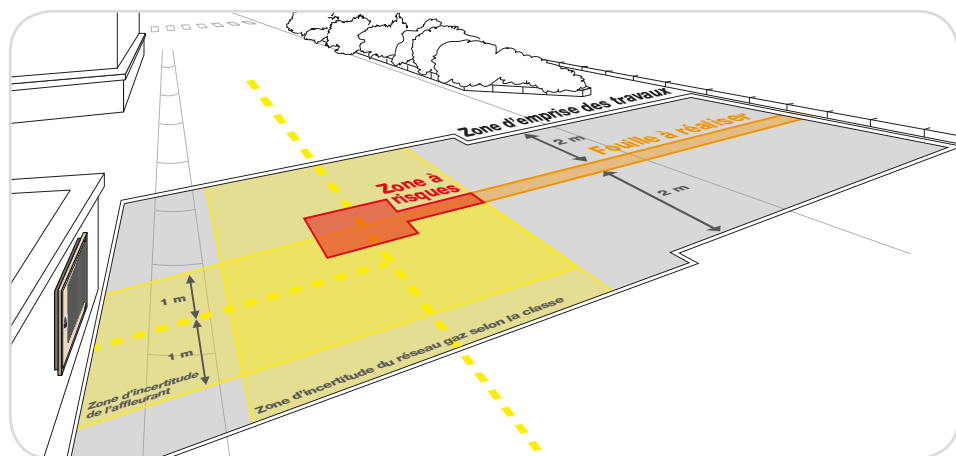 Zone d'emprise des travaux
2 m
Fouille à réaliser
Zone à
risques
2 m
1 m
1 m
Zone d'incertitude
de l'affleurant
Zone d'incertitude du réseau gaz selon la classe